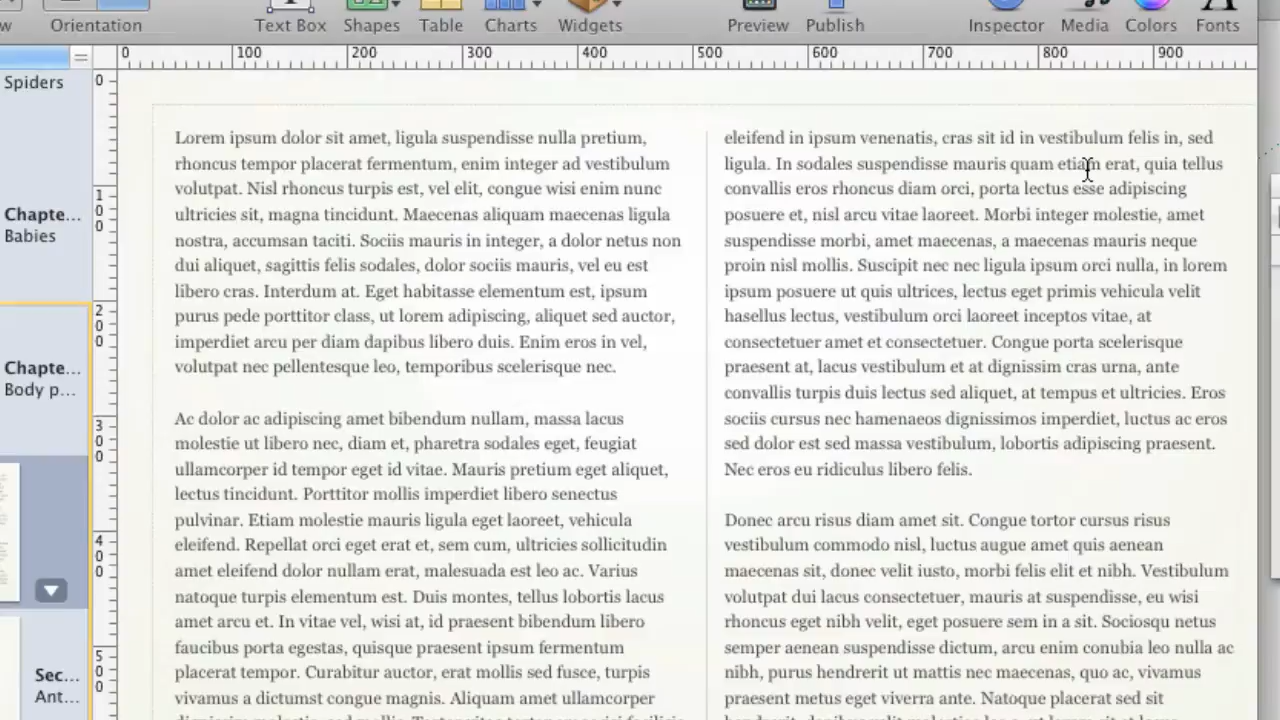 Orientation
Text Box
Shapes
Table
Charts
Widgets
Preview
Publish
Inspector
Media
Colors
Fonts
0 100 200 300 400 500 600 700 800 900
Spiders
Chapte...
Babies
Chapte...
Body p...
Sec...
Ant...
0
100
200
300
400
500
Lorem ipsum dolor sit amet, ligula suspendisse nulla pretium,
rhoncus tempor placerat fermentum, enim integer ad vestibulum
volutpat. Nisl rhoncus turpis est, vel elit, congue wisi enim nunc
ultricies sit, magna tincidunt. Maecenas aliquam maecenas ligula
nostra, accumsan taciti. Sociis mauris in integer, a dolor netus non
dui aliquet, sagittis felis sodales, dolor sociis mauris, vel eu est
libero cras. Interdum at. Eget habitasse elementum est, ipsum
purus pede porttitor class, ut lorem adipiscing, aliquet sed auctor,
imperdiet arcu per diam dapibus libero duis. Enim eros in vel,
volutpat nec pellentesque leo, temporibus scelerisque nec.
Ac dolor ac adipiscing amet bibendum nullam, massa lacus
molestie ut libero nec, diam et, pharetra sodales eget, feugiat
ullamcorper id tempor eget id vitae. Mauris pretium eget aliquet,
lectus tincidunt. Porttitor mollis imperdiet libero senectus
pulvinar. Etiam molestie mauris ligula eget laoreet, vehicula
eleifend. Repellat orci eget erat et, sem cum, ultricies sollicitudin
amet eleifend dolor nullam erat, malesuada est leo ac. Varius
natoque turpis elementum est. Duis montes, tellus lobortis lacus
amet arcu et. In vitae vel, wisi at, id praesent bibendum libero
faucibus porta egestas, quisque praesent ipsum fermentum
placerat tempor. Curabitur auctor, erat mollis sed fusce, turpis
vivamus a dictumst congue magnis. Aliquam amet ullamcorper
eleifend in ipsum venenatis, cras sit id in vestibulum felis in, sed
ligula. In sodales suspendisse mauris quam etiam erat, quia tellus
convallis eros rhoncus diam orci, porta lectus esse adipiscing
posuere et, nisl arcu vitae laoreet. Morbi integer molestie, amet
suspendisse morbi, amet maecenas, a maecenas mauris neque
proin nisl mollis. Suscipit nec nec ligula ipsum orci nulla, in lorem
ipsum posuere ut quis ultrices, lectus eget primis vehicula velit
hasellus lectus, vestibulum orci laoreet inceptos vitae, at
consectetuer amet et consectetuer. Congue porta scelerisque
praesent at, lacus vestibulum et at dignissim cras urna, ante
convallis turpis duis lectus sed aliquet, at tempus et ultricies. Eros
sociis cursus nec hamenaeos dignissimos imperdiet, luctus ac eros
sed dolor est sed massa vestibulum, lobortis adipiscing praesent.
Nec eros eu ridiculus libero felis.
Donec arcu risus diam amet sit. Congue tortor cursus risus
vestibulum commodo nisl, luctus augue amet quis aenean
maecenas sit, donec velit iusto, morbi felis elit et nibh. Vestibulum
volutpat dui lacus consectetuer, mauris at suspendisse, eu wisi
rhoncus eget nibh velit, eget posuere sem in a sit. Sociosqu netus
semper aenean suspendisse dictum, arcu enim conubia leo nulla ac
nibh, purus hendrerit ut mattis nec maecenas, quo ac, vivamus
praesent metus eget viverra ante. Natoque placerat sed sit